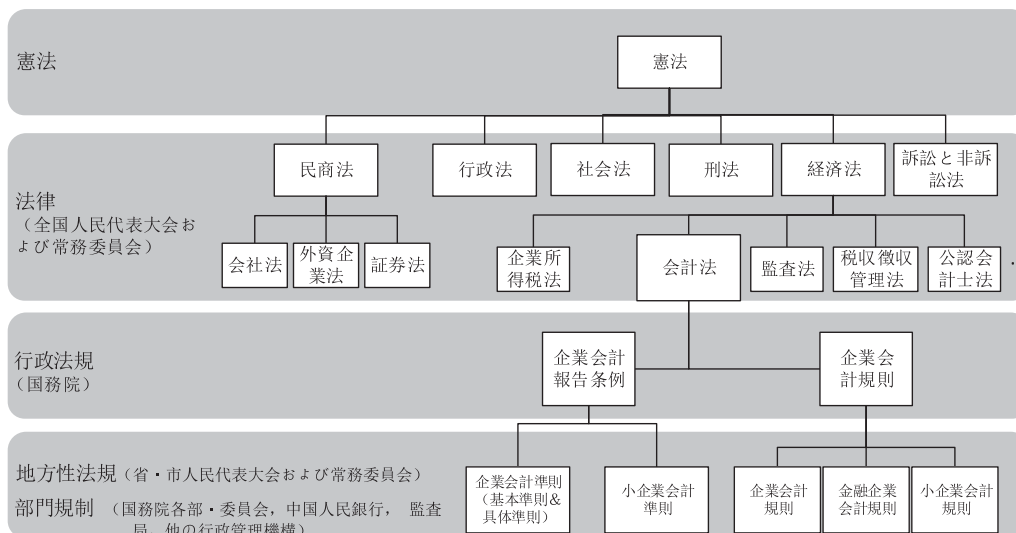 憲法
憲法
民商法
行政法
社会法
刑法
経済法
訴訟と非訴
訟法
法律
（全国人民代表大会お
よび常務委員会）
会社法
外資企
業法
証券法
企業所
得税法
会計法
監査法
税収徴収
管理法
公認会
計士法
行政法規
（国務院）
企業会計
報告条例
企業会
計規則
地方性法規（省・市人民代表大会および常務委員会）
部門規制 （国務院各部・委員会，中国人民銀行， 監査
局，他の行政管理機構）
企業会計準則
（基本準則&
具体準則）
小企業会計
準則
企業会計
規則
金融企業
会計規則
小企業会計
規則